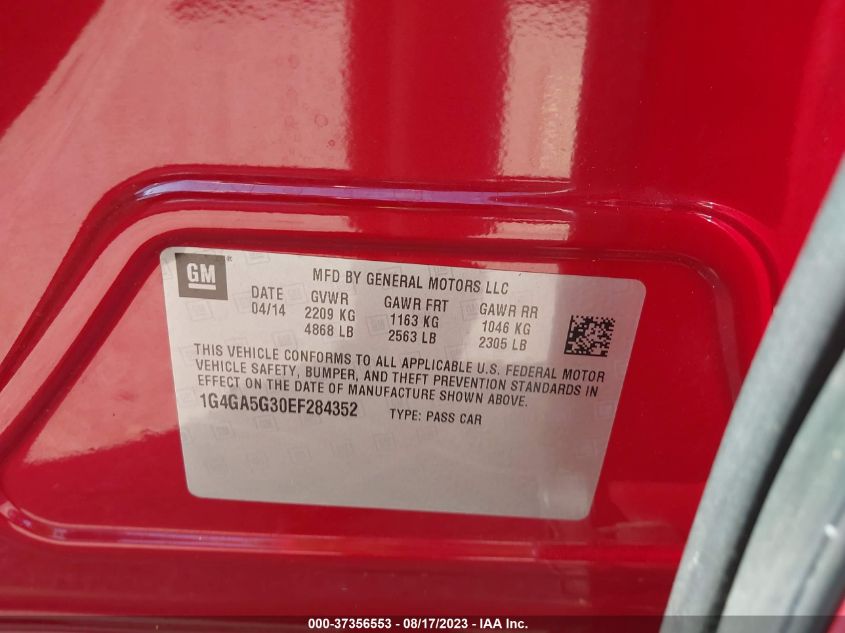 GM ®
MFD BY GENERAL MOTORS LLC
DATE GVWR GAWR FRT GAWR RR
04/14 2209 KG 1163 KG 1046 KG
4868 LB 2563 LB 2305 LB
THIS VEHICLE CONFORMS TO ALL APPLICABLE U.S. FEDERAL MOTOR
VEHICLE SAFETY, BUMPER, AND THEFT PREVENTION STANDARDS IN
EFFECT ON THE DATE OF MANUFACTURE SHOWN ABOVE.
1G4GA5G30EF284352 TYPE: PASS CAR
000-37356553 - 08/17/2023 - IAA Inc.